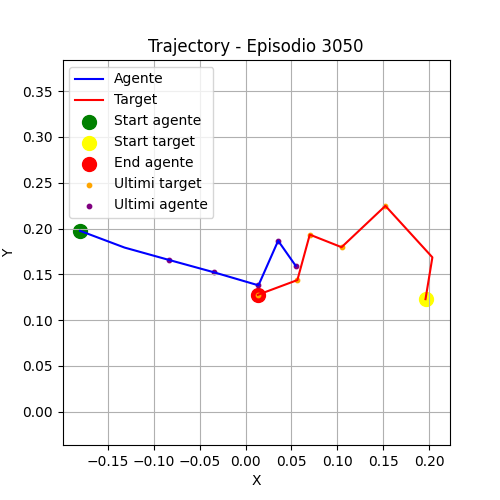 Trajectory - Episodio 3050
Agente
Target
Start agente
Start target
End agente
Ultimi target
Ultimi agente
Y
0.35
0.30
0.25
0.20
0.15
0.10
0.05
0.00
−0.15 −0.10 −0.05 0.00 0.05 0.10 0.15 0.20
X